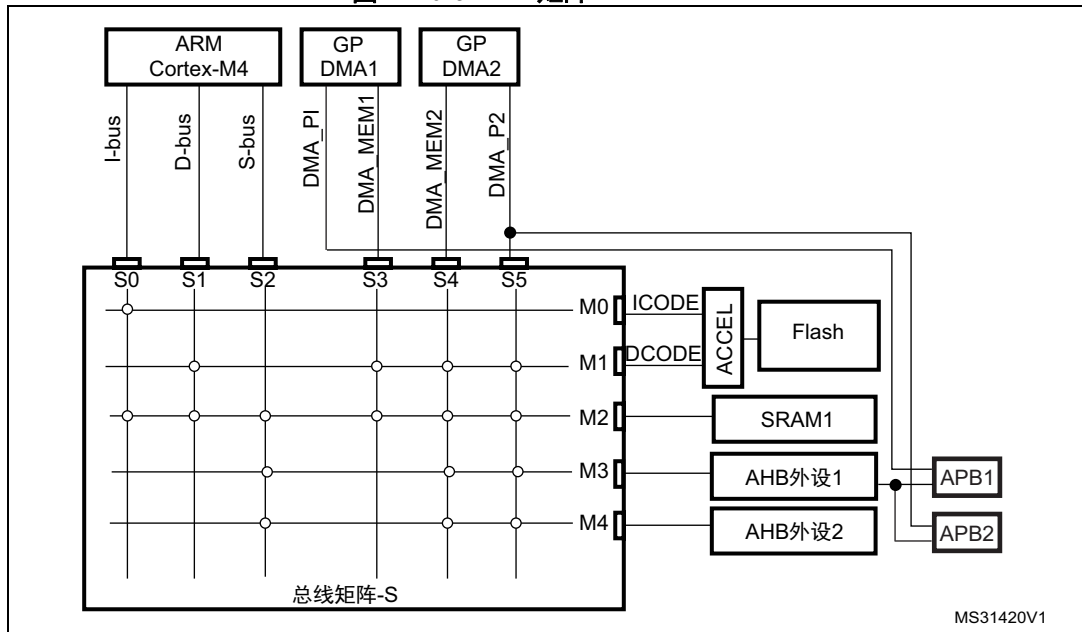 矩阵
ARM
Cortex-M4
GP
DMA1
GP
DMA2
I-bus
D-bus
S-bus
DMA_PI
DMA_MEM1
DMA_MEM2
DMA_P2
S0
S1
S2
S3
S4
S5
M0
ICODE
ACCEL
Flash
M1
DCODE
M2
SRAM1
M3
AHB外设1
APB1
M4
AHB外设2
APB2
总线矩阵-S
MS31420V1